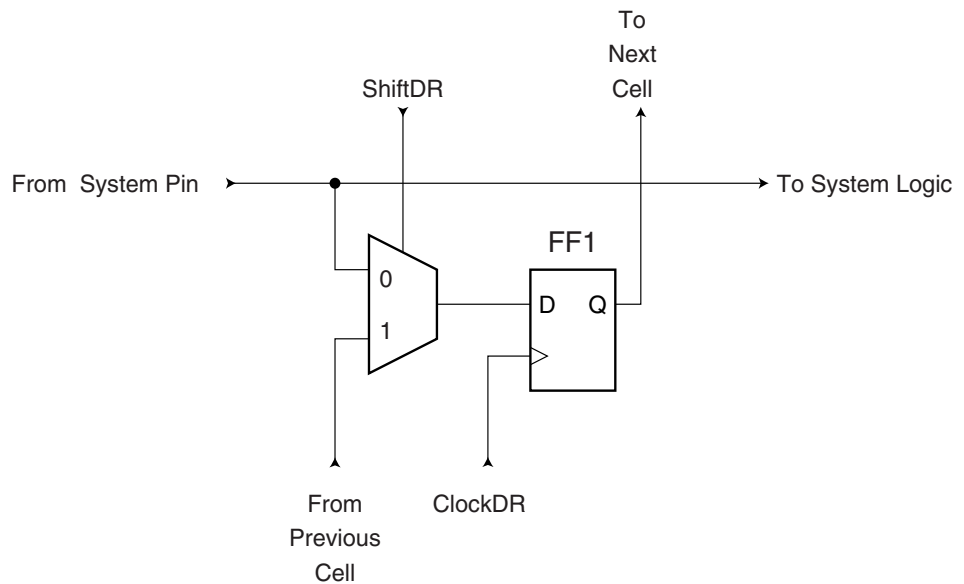 To
Next
Cell
ShiftDR
From System Pin
To System Logic
FF1
0
D Q
1
From
Previous
Cell
ClockDR